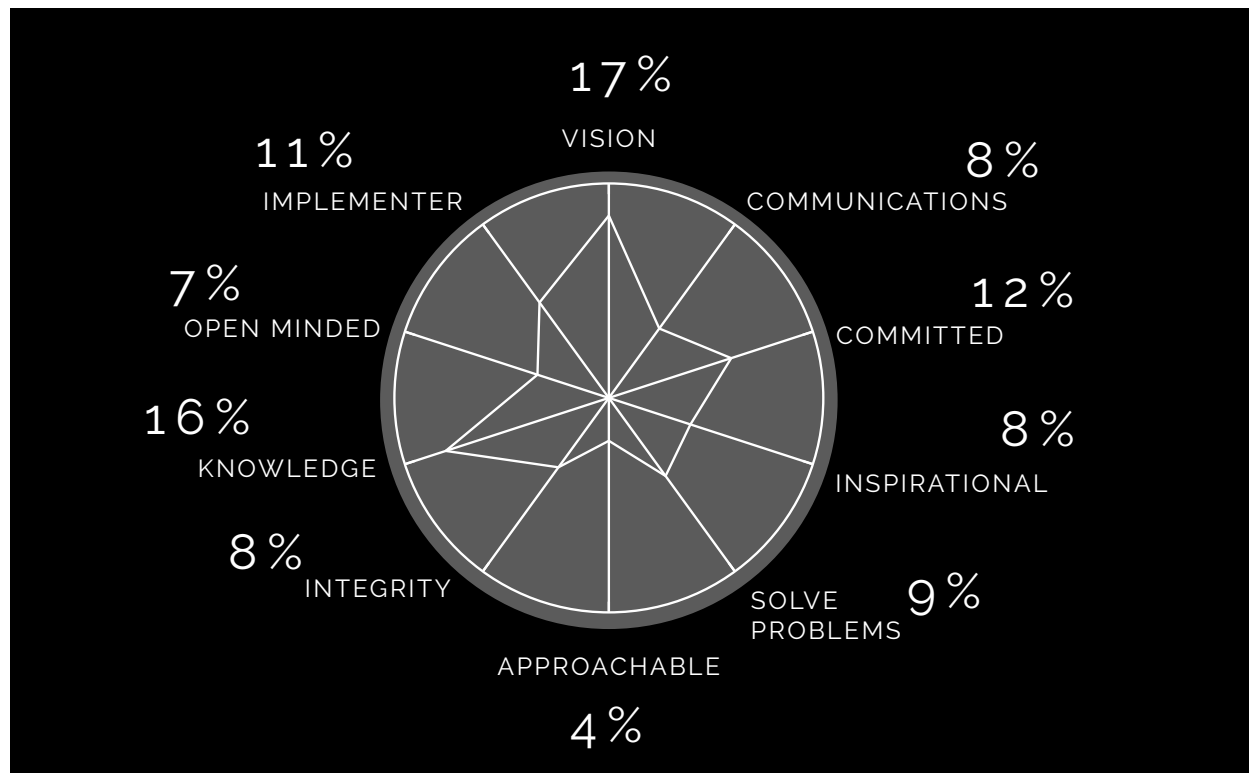 17%
VISION
8%
COMMUNICATIONS
12%
COMMITTED
8%
INSPIRATIONAL
9%
SOLVE
PROBLEMS
APPROACHABLE
4%
8%
INTEGRITY
16%
KNOWLEDGE
7%
OPEN MINDED
11%
IMPLEMENTER